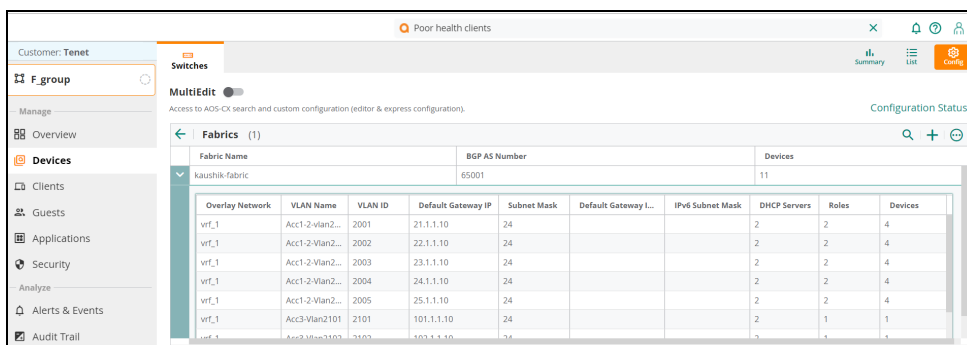 Poor health clients
Customer: Tenet
F_group
Manage
Overview
Devices
Clients
Guests
Applications
Security
Analyze
Alerts & Events
Audit Trail
Switches
Summary
List
Config
MultiEdit
Access to AOS-CX search and custom configuration (editor & express configuration).
Configuration Status
Fabrics (1)
Fabric Name BGP AS Number Devices
kaushik-fabric 65001 11
Overlay Network VLAN Name VLAN ID Default Gateway IP Subnet Mask Default Gateway I... IPv6 Subnet Mask DHCP Servers Roles Devices
vrf_1 Acc1-2-vlan2... 2001 21.1.1.10 24 2 2 4
vrf_1 Acc1-2-Vlan2... 2002 22.1.1.10 24 2 2 4
vrf_1 Acc1-2-Vlan2... 2003 23.1.1.10 24 2 2 4
vrf_1 Acc1-2-Vlan2... 2004 24.1.1.10 24 2 2 4
vrf_1 Acc1-2-Vlan2... 2005 25.1.1.10 24 2 2 4
vrf_1 Acc3-Vlan2101 2101 101.1.1.10 24 2 1 1